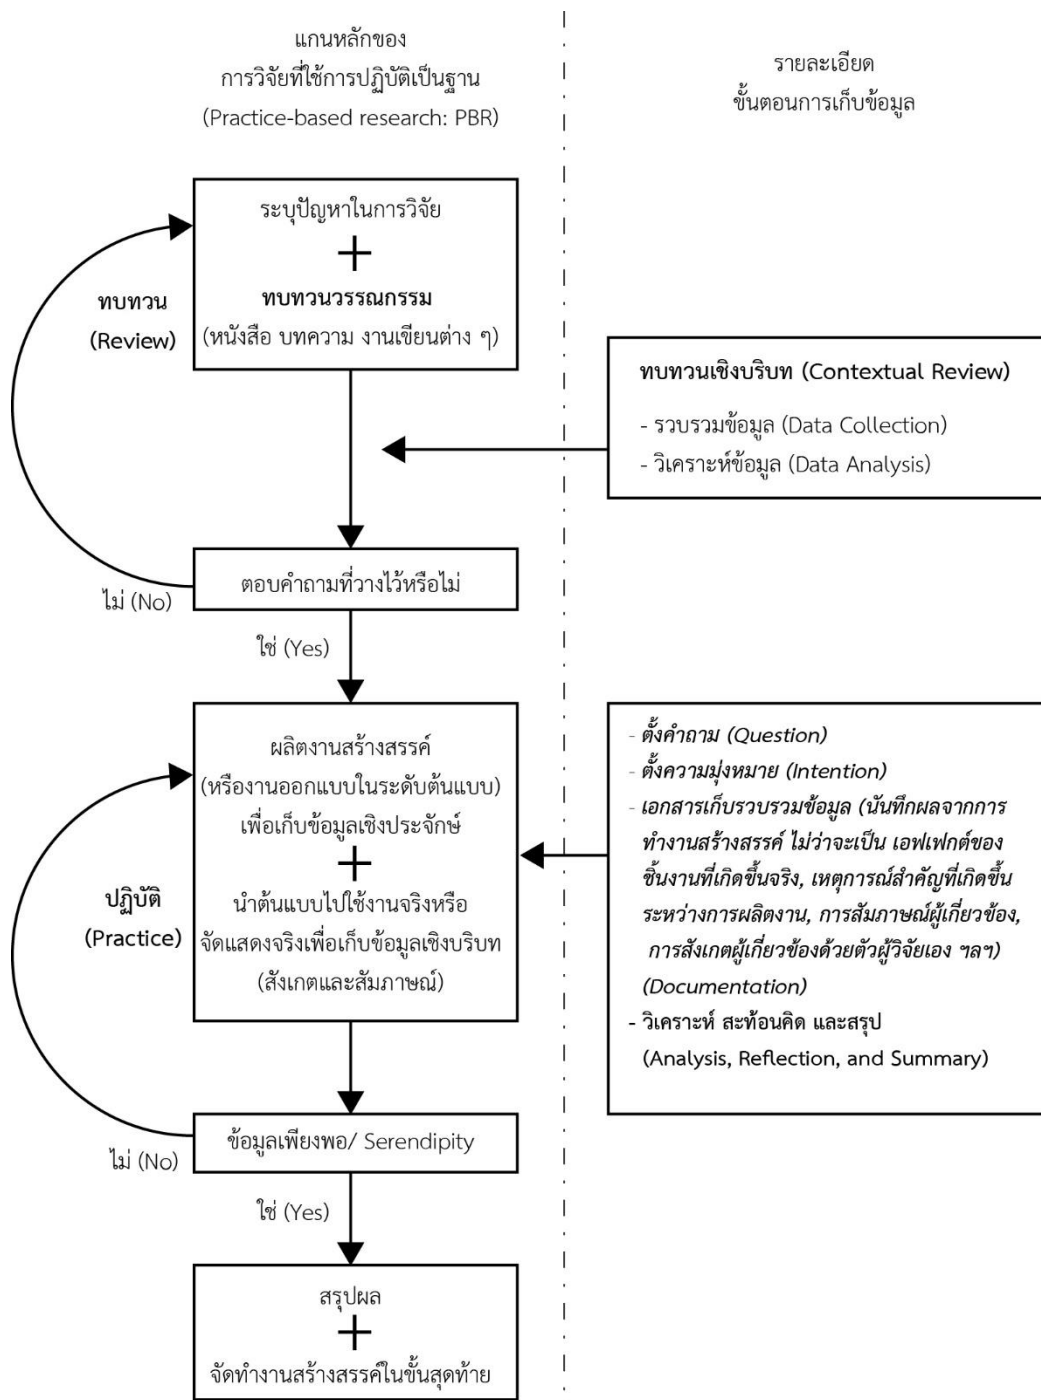 แกนหลักของ
การวิจัยที่ใช้การปฏิบัติเป็นฐาน
(Practice-based research: PBR)
รายละเอียด
ขั้นตอนการเก็บข้อมูล
ระบุปัญหาในการวิจัย
+
ทบทวนวรรณกรรม
(หนังสือ บทความ งานเขียนต่าง ๆ)
ทบทวน
(Review)
ทบทวนเชิงบริบท (Contextual Review)
- รวบรวมข้อมูล (Data Collection)
- วิเคราะห์ข้อมูล (Data Analysis)
ตอบคำถามที่วางไว้หรือไม่
ไม่ (No)
ใช่ (Yes)
ผลิตงานสร้างสรรค์
(หรืองานออกแบบในระดับต้นแบบ)
เพื่อเก็บข้อมูลเชิงประจักษ์
+
นำต้นแบบไปใช้งานจริงหรือ
จัดแสดงจริงเพื่อเก็บข้อมูลเชิงบริบท
(สังเกตและสัมภาษณ์)
ปฏิบัติ
(Practice)
- ตั้งคำถาม (Question)
- ตั้งความมุ่งหมาย (Intention)
- เอกสารเก็บรวบรวมข้อมูล (นันทึกผลจากการ
ทำงานสร้างสรรค์ ไม่ว่าจะเป็น เอฟเฟกต์ของ
ชิ้นงานที่เกิดขึ้นจริง, เหตุการณ์สำคัญที่เกิดขึ้น
ระหว่างการผลิตงาน, การสัมภาษณ์ผู้เกี่ยวข้อง,
การสังเกตผู้เกี่ยวข้องด้วยตัวผู้วิจัยเอง ฯลฯ)
(Documentation)
- วิเคราะห์ สะท้อนคิด และสรุป
(Analysis, Reflection, and Summary)
ข้อมูลเพียงพอ/ Serendipity
ไม่ (No)
ใช่ (Yes)
สรุปผล
+
จัดทำงานสร้างสรรค์ในขั้นสุดท้าย